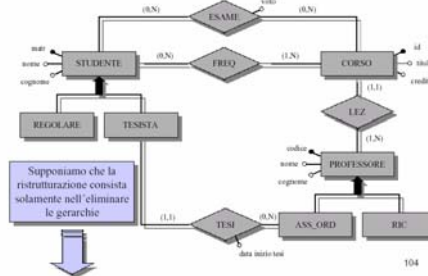 voto
(0,N) ESAME (0,N)
matr
nome
cognome
STUDENTE (0,N) FREQ (1,N) CORSO
id
(1,1)
REGOLARE TESISTA
LEZ
(1,N)
codice
nome
cognome
PROFESSORE
Supponiamo che la
ristrutturazione consista
solamente nell'eliminare
le gerarchie
(1,1) TESI (0,N) ASS_ORD RIC
data inizio tesi
104